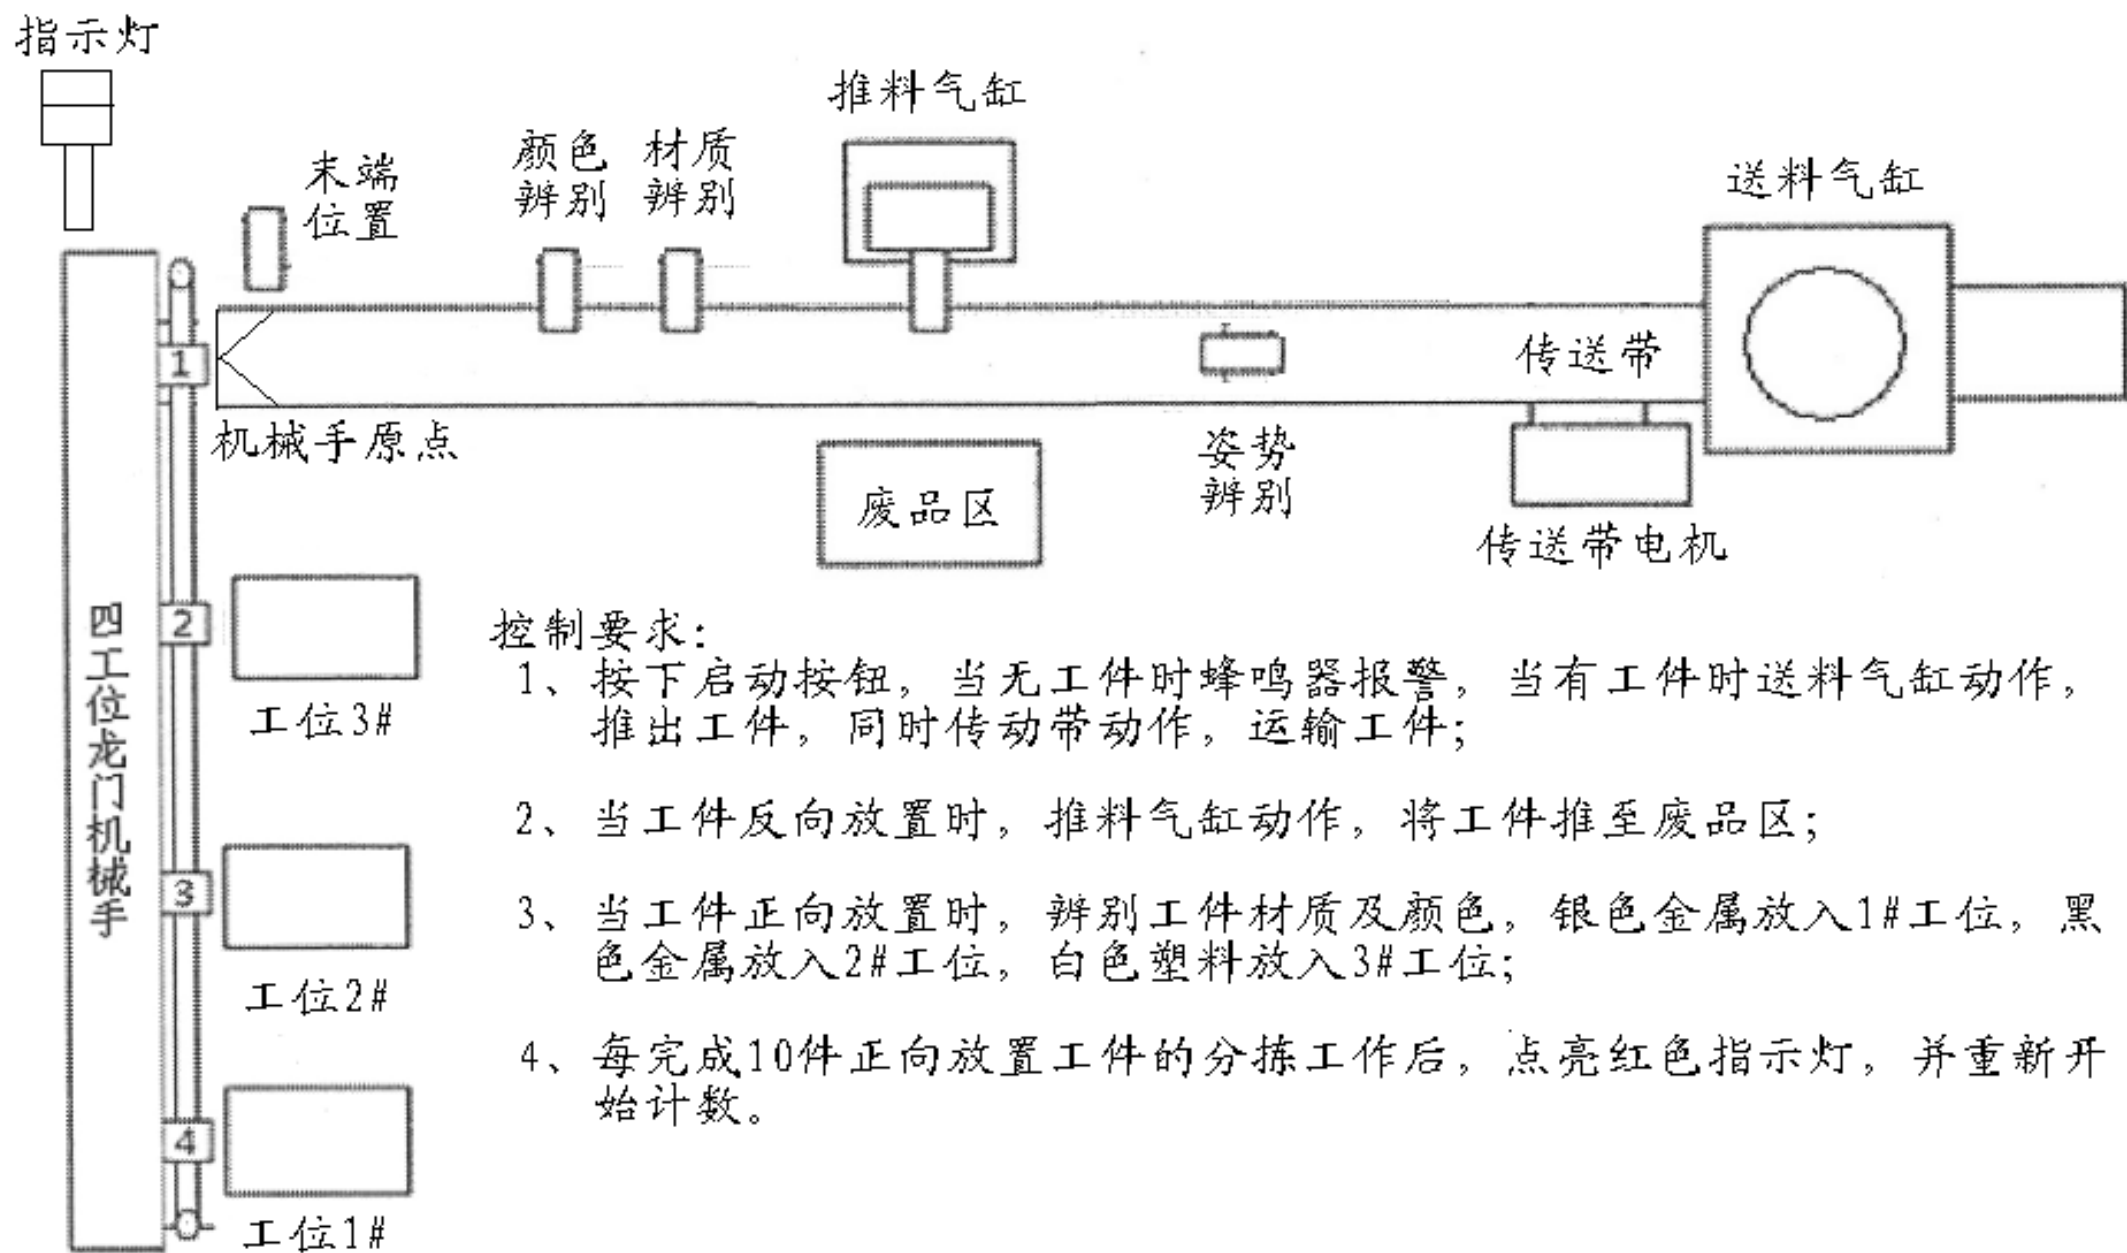 指示灯
推料气缸
颜色
辨别
材质
辨别
末端
位置
送料气缸
1
传送带
机械手原点
姿势
辨别
废品区
传送带电机
四工位龙门机械手
2
工位3#
3
工位2#
4
工位1#
控制要求:
1、按下启动按钮，当无工件时蜂鸣器报警，当有工件时送料气缸动作，
推出工件，同时传动带动作，运输工件;
2、当工件反向放置时，推料气缸动作，将工件推至废品区;
3、当工件正向放置时，辨别工件材质及颜色，银色金属放入1#工位，黑
色金属放入2#工位，白色塑料放入3#工位;
4、每完成10件正向放置工件的分拣工作后，点亮红色指示灯，并重新开
始计数。